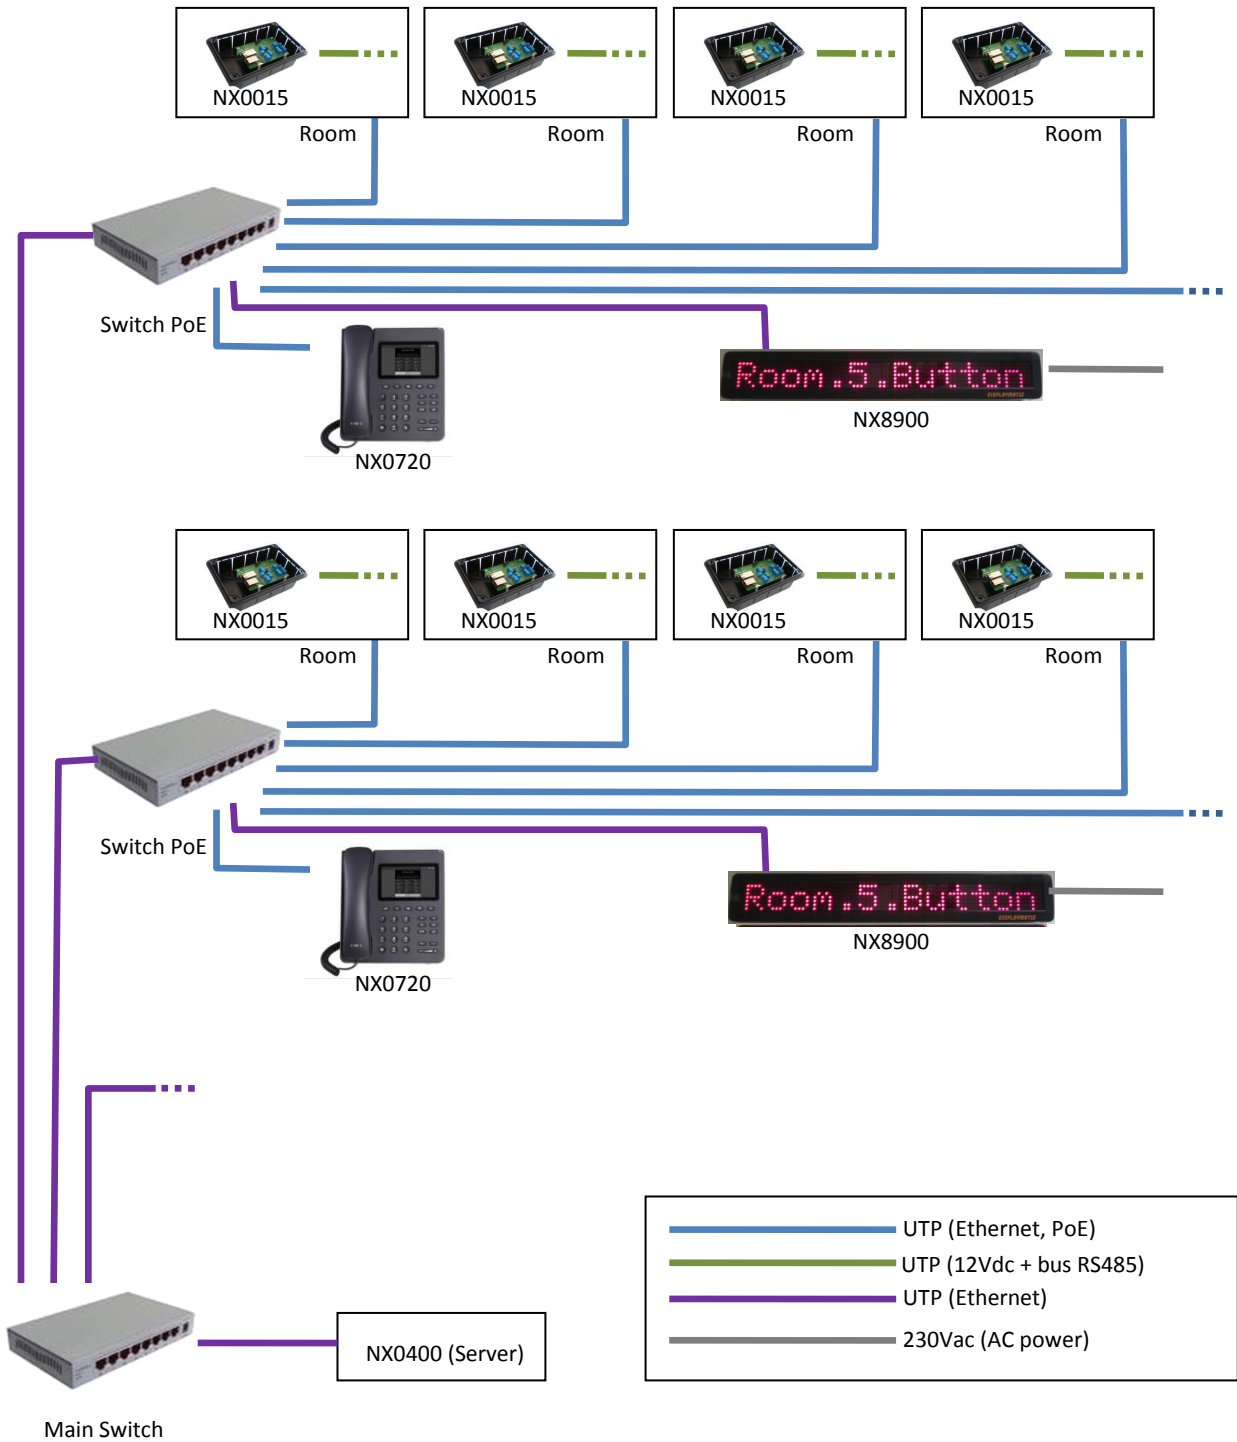 NX0015 NX0015 NX0015 NX0015
Room Room Room Room
Switch PoE
Room.5.Button
DISPLAYMATIC
NX8900
NX0720
NX0015 NX0015 NX0015 NX0015
Room Room Room Room
Switch PoE
Room.5.Button
DISPLAYMATIC
NX8900
NX0720
UTP (Ethernet, PoE)
UTP (12Vdc + bus RS485)
UTP (Ethernet)
230Vac (AC power)
NX0400 (Server)
Main Switch